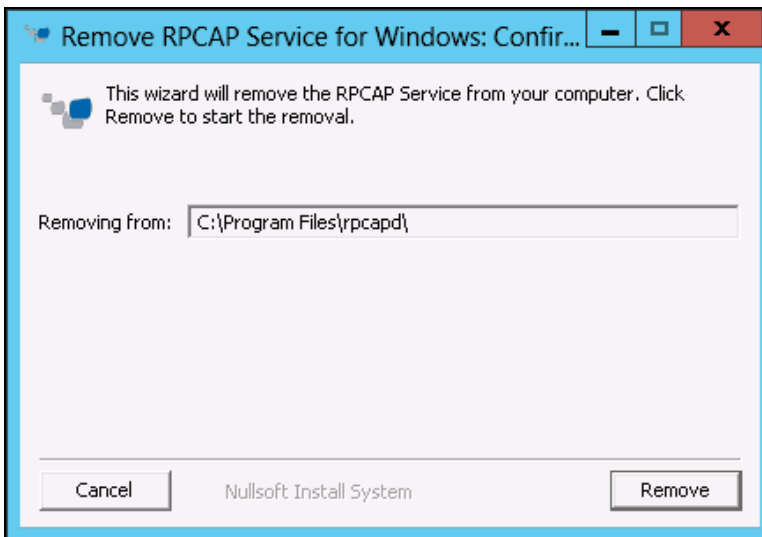 Remove RPCAP Service for Windows: Confir...
This wizard will remove the RPCAP Service from your computer. Click
Remove to start the removal.
Removing from: C:\Program Files\rpcapd\
Cancel Nullsoft Install System Remove